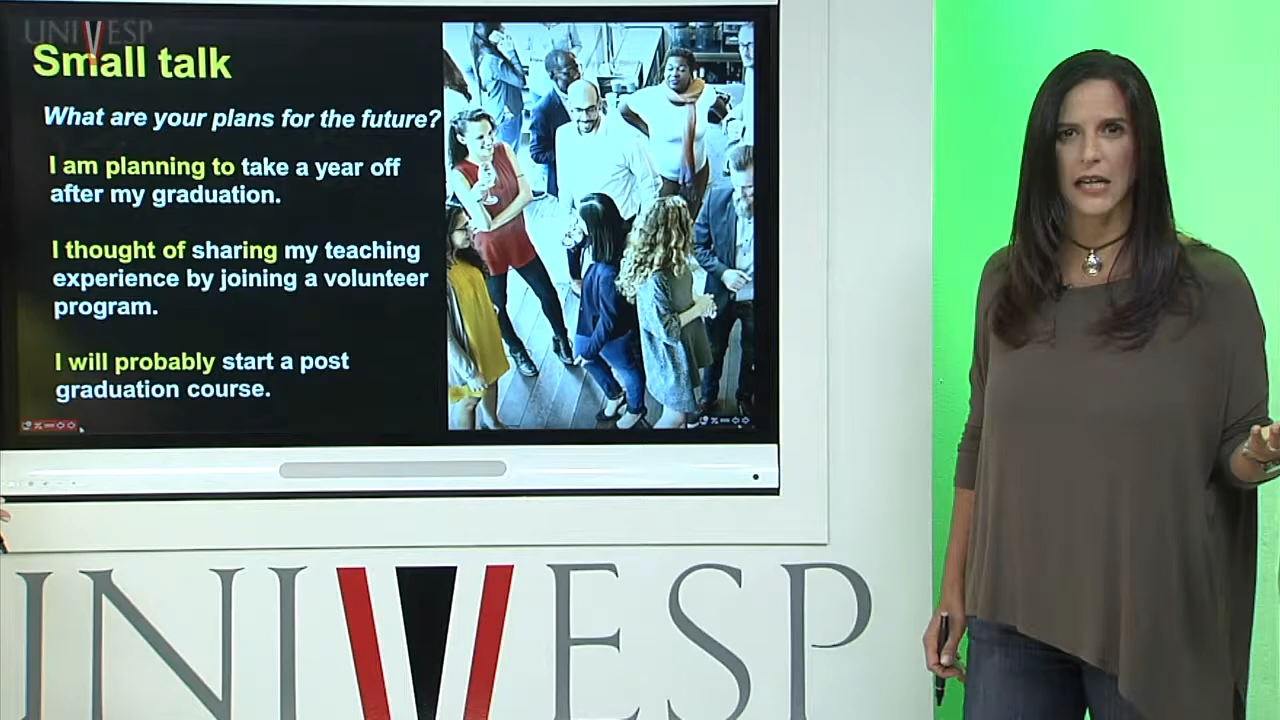 UNIVESP
Small talk
What are your plans for the future?
I am planning to take a year off
after my graduation.
I thought of sharing my teaching
experience by joining a volunteer
program.
I will probably start a post
graduation course.
UNIVESP